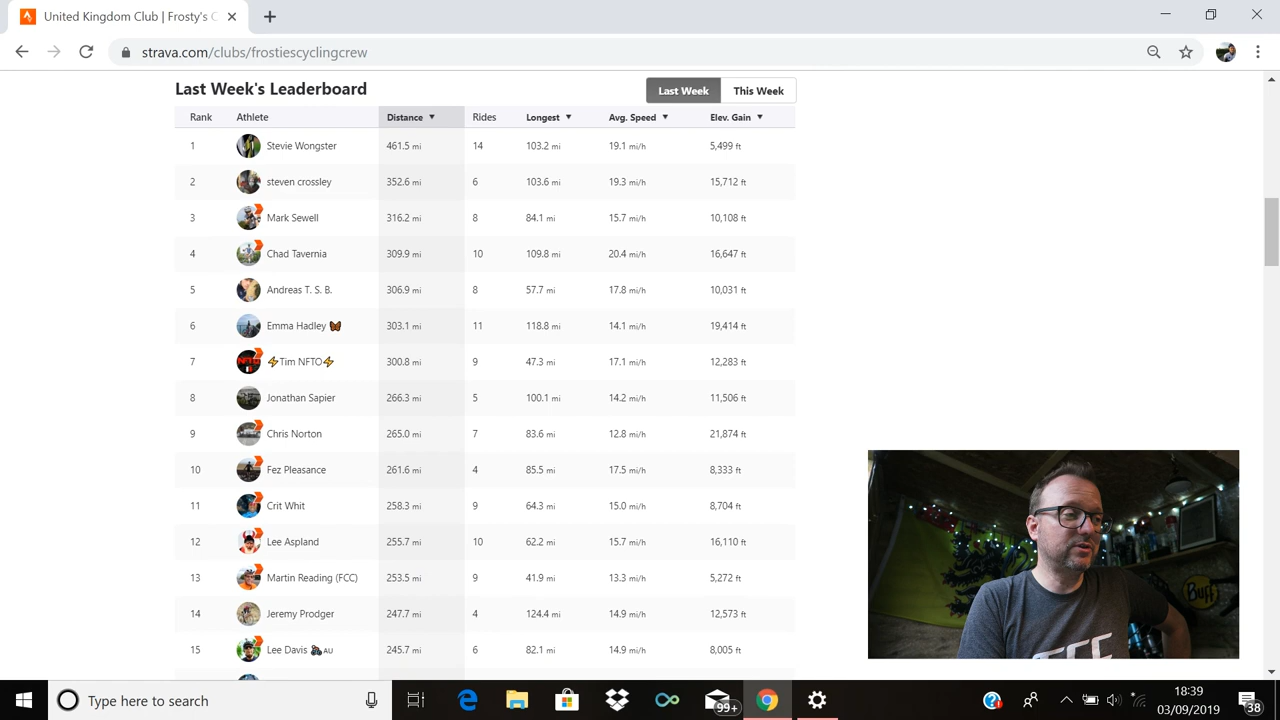 United Kingdom Club | Frosty's C
strava.com/clubs/frostiescyclingcrew
Last Week's Leaderboard
Last Week This Week
Rank Athlete Distance ▼ Rides Longest ▼ Avg. Speed ▼ Elev. Gain ▼
1 Stevie Wongster 461.5 mi 14 103.2 mi 19.1 mi/h 5,499 ft
2 steven crossley 352.6 mi 6 103.6 mi 19.3 mi/h 15,712 ft
3 Mark Sewell 316.2 mi 8 84.1 mi 15.7 mi/h 10,108 ft
4 Chad Tavernia 309.9 mi 10 109.8 mi 20.4 mi/h 16,647 ft
5 Andreas T. S. B. 306.9 mi 8 57.7 mi 17.8 mi/h 10,031 ft
6 Emma Hadley 🦋 303.1 mi 11 118.8 mi 14.1 mi/h 19,414 ft
7 ⚡Tim NFTO⚡ 300.8 mi 9 47.3 mi 17.1 mi/h 12,283 ft
8 Jonathan Sapier 266.3 mi 5 100.1 mi 14.2 mi/h 11,506 ft
9 Chris Norton 265.0 mi 7 83.6 mi 12.8 mi/h 21,874 ft
10 Fez Pleasance 261.6 mi 4 85.5 mi 17.5 mi/h 8,333 ft
11 Crit Whit 258.3 mi 9 64.3 mi 15.0 mi/h 8,704 ft
12 Lee Aspland 255.7 mi 10 62.2 mi 15.7 mi/h 16,110 ft
13 Martin Reading (FCC) 253.5 mi 9 41.9 mi 13.3 mi/h 5,272 ft
14 Jeremy Prodger 247.7 mi 4 124.4 mi 14.9 mi/h 12,573 ft
15 Lee Davis AU 245.7 mi 6 82.1 mi 14.9 mi/h 8,005 ft
BUFF
Type here to search
99+
18:39
03/09/2019
38